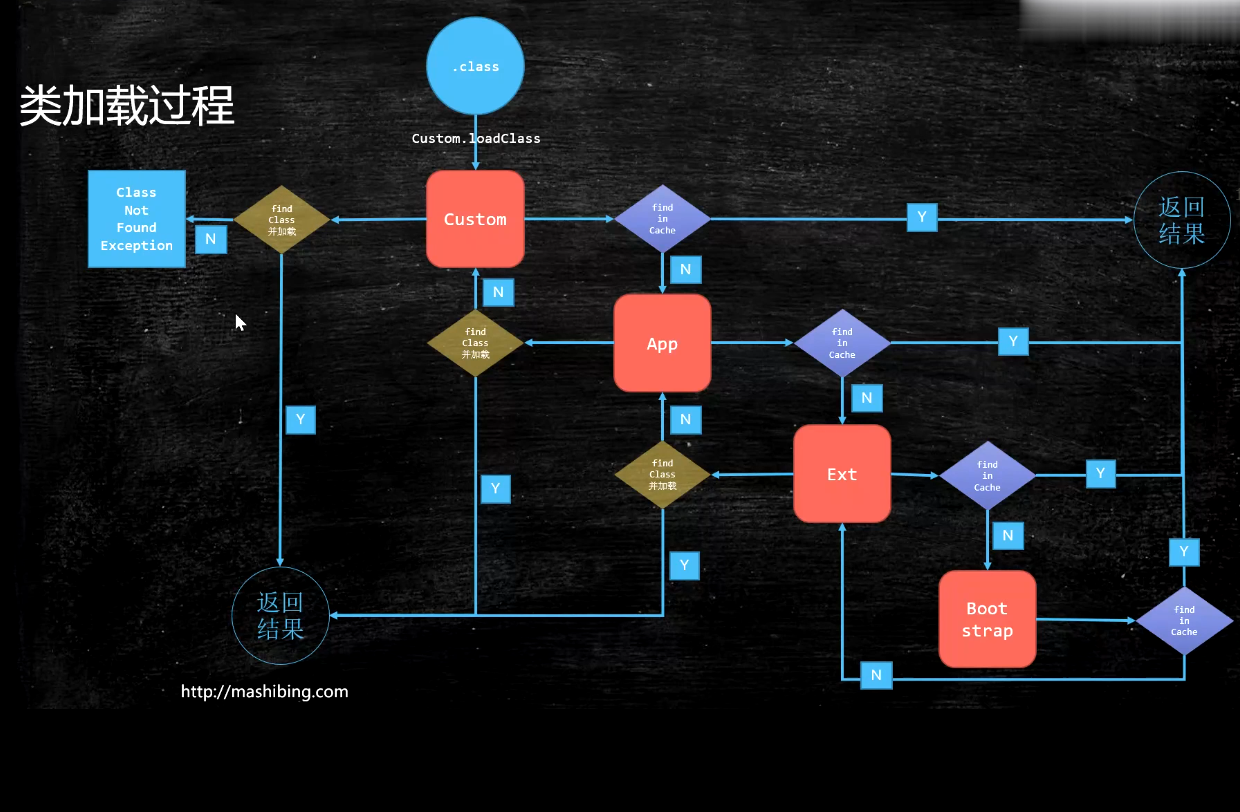 .class
类加载过程
Custom.loadClass
Class
Not
Found
Exception
N
find
Class
并加载
Custom
find
in
Cache
Y
返回
结果
N
N
find
Class
并加载
App
find
in
Cache
Y
N
N
Y
find
Class
并加载
Ext
find
in
Cache
Y
Y
N
Y
Y
返回
结果
Boot
strap
find
in
Cache
N
http://mashibing.com